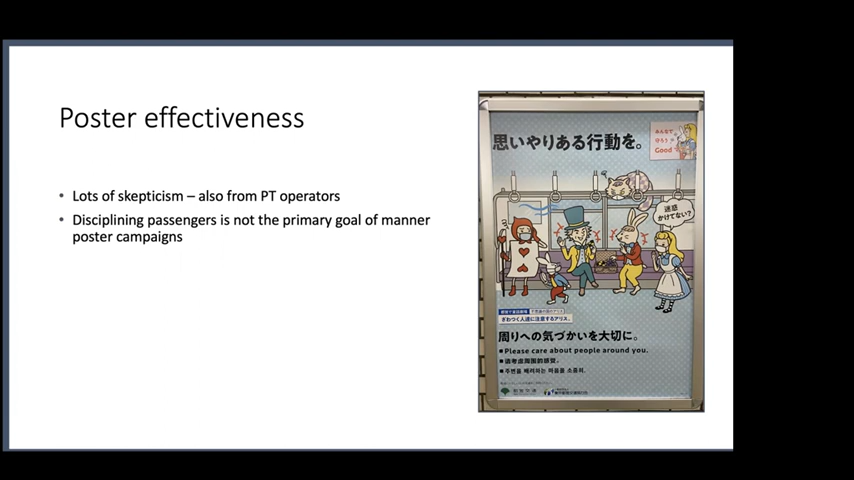 Poster effectiveness
• Lots of skepticism – also from PT operators
• Disciplining passengers is not the primary goal of manner
poster campaigns
思いやりある行動を。
みんなで
守ろう
Good
迷惑
かけてない?
ざわつく人達に注意するアリス。
周りへの気づかいを大切に。
■Please care about people around you.
■请考虑周围的感受。
■주변을 배려하는 마음을 소중히.